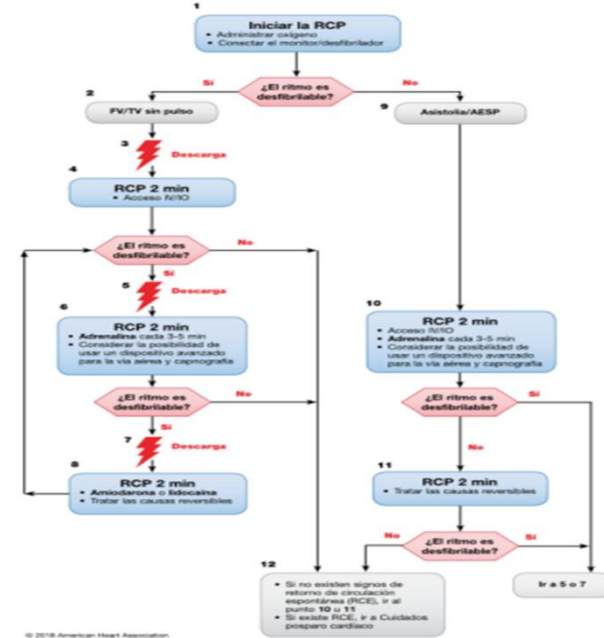 1
Iniciar la RCP
• Administrar oxígeno
• Conectar el monitor/desfibrilador
¿El ritmo es
desfibrilable?
Sí
No
2
FV/TV sin pulso
9
Asistolia/AESP
3
Descarga
4
RCP 2 min
• Acceso IV/IO
¿El ritmo es
desfibrilable?
No
Sí
5
Descarga
6
RCP 2 min
• Adrenalina cada 3-5 min
• Considerar la posibilidad de
usar un dispositivo avanzado
para la vía aérea y capnografía
10
RCP 2 min
• Acceso IV/IO
• Adrenalina cada 3-5 min
• Considerar la posibilidad de
usar un dispositivo avanzado
para la vía aérea y capnografía
¿El ritmo es
desfibrilable?
No
Sí
¿El ritmo es
desfibrilable?
Sí
No
7
Descarga
8
RCP 2 min
• Amiodarona o lidocaína
• Tratar las causas reversibles
11
RCP 2 min
• Tratar las causas reversibles
No
¿El ritmo es
desfibrilable?
Sí
12
• Si no existen signos de
retorno de circulación
espontánea (RCE), ir al
punto 10 u 11
• Si existe RCE, ir a Cuidados
posparo cardíaco
Ir a 5 o 7
© 2018 American Heart Association